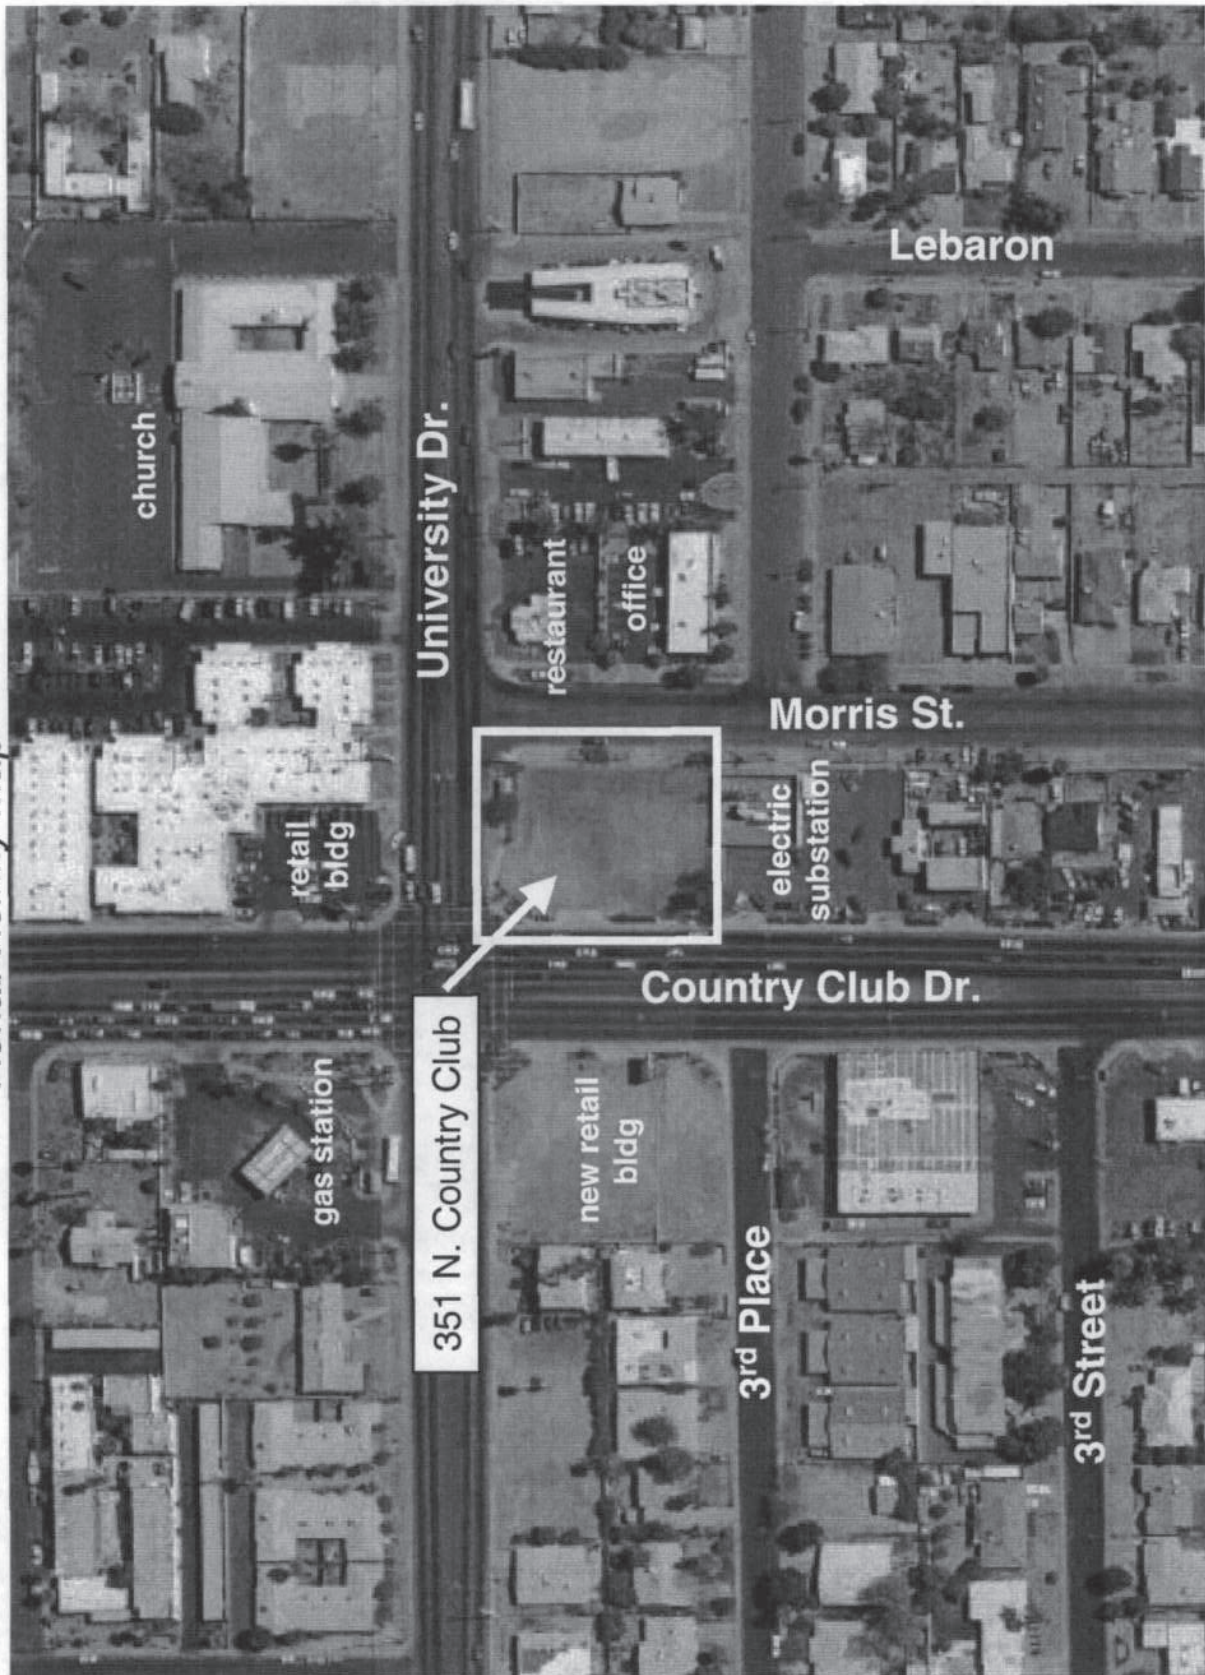 Lebaron
church
University Dr.
restaurant
office
Morris St.
retail
bldg
electric
substation
Country Club Dr.
351 N. Country Club
gas station
new retail
bldg
3rd Place
3rd Street